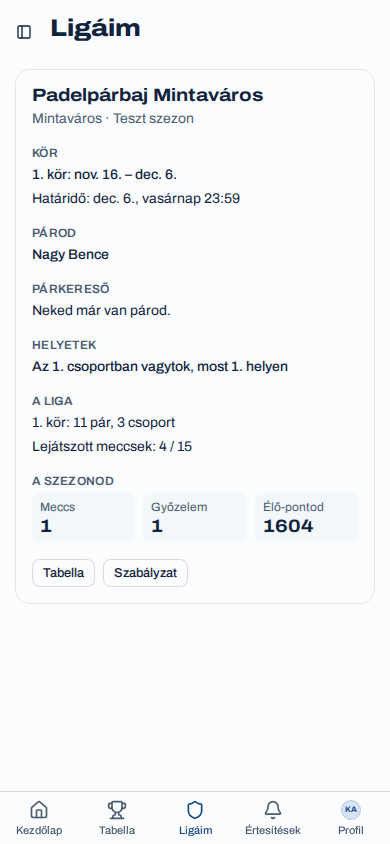 Ligáim
Padelpárbaj Mintaváros
Mintaváros · Teszt szezon
KÖR
1. kör: nov. 16. – dec. 6.
Határidő: dec. 6., vasárnap 23:59
PÁROD
Nagy Bence
PÁRKERESŐ
Neked már van párod.
HELYETEK
Az 1. csoportban vagytok, most 1. helyen
A LIGA
1. kör: 11 pár, 3 csoport
Lejátszott meccsek: 4 / 15
A SZEZONOD
Meccs Győzelem Élő-pontod
1 1 1604
Tabella Szabályzat
KA
Kezdőlap Tabella Ligáim Értesítések Profil